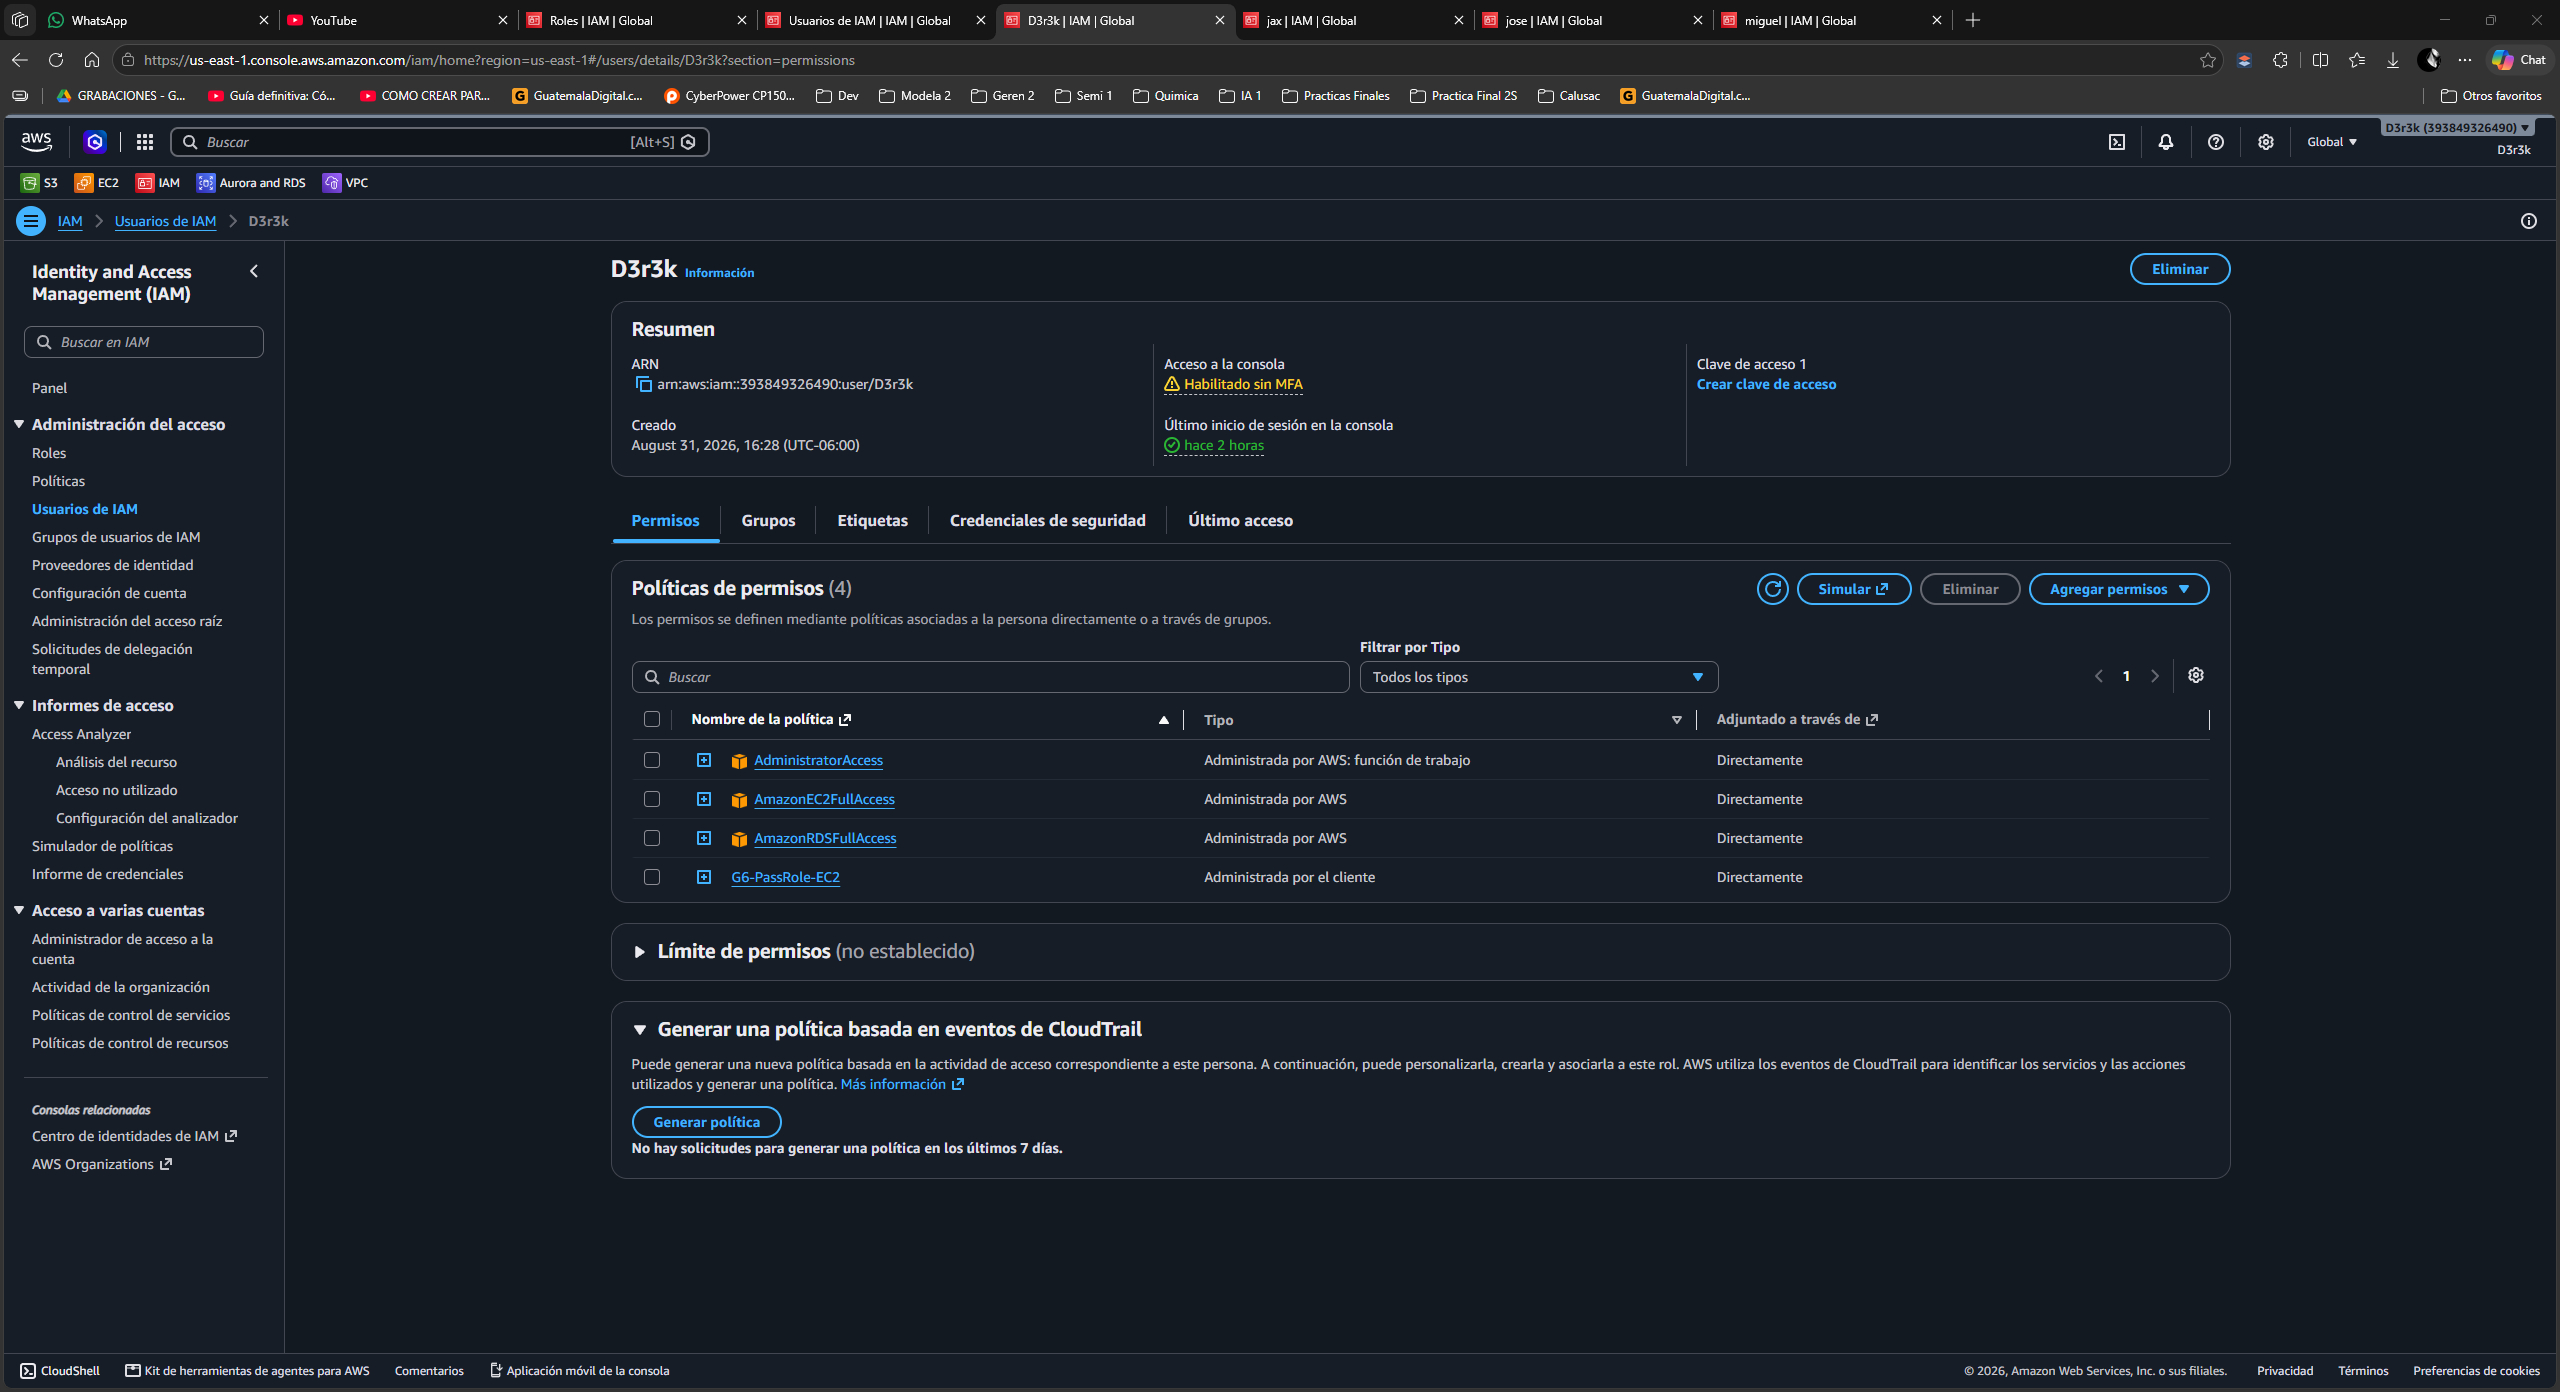 WhatsApp
YouTube
Roles | IAM | Global
Usuarios de IAM | IAM | Global
D3r3k | IAM | Global
jax | IAM | Global
jose | IAM | Global
miguel | IAM | Global
https://us-east-1.console.aws.amazon.com/iam/home?region=us-east-1#/users/details/D3r3k?section=permissions
Chat
GRABACIONES - G...
Guía definitiva: Có...
COMO CREAR PAR...
GuatemalaDigital.c...
CyberPower CP150...
Dev
Modela 2
Geren 2
Semi 1
Quimica
IA 1
Practicas Finales
Practica Final 2S
Calusac
GuatemalaDigital.c...
Otros favoritos
aws
Buscar
[Alt+S]
Global
D3r3k (393849326490)
D3r3k
S3
EC2
IAM
Aurora and RDS
VPC
IAM
Usuarios de IAM
D3r3k
Identity and Access
Management (IAM)
Buscar en IAM
Panel
Administración del acceso
Roles
Políticas
Usuarios de IAM
Grupos de usuarios de IAM
Proveedores de identidad
Configuración de cuenta
Administración del acceso raíz
Solicitudes de delegación
temporal
Informes de acceso
Access Analyzer
Análisis del recurso
Acceso no utilizado
Configuración del analizador
Simulador de políticas
Informe de credenciales
Acceso a varias cuentas
Administrador de acceso a la
cuenta
Actividad de la organización
Políticas de control de servicios
Políticas de control de recursos
Consolas relacionadas
Centro de identidades de IAM
AWS Organizations
D3r3k Información
Eliminar
Resumen
ARN
arn:aws:iam::393849326490:user/D3r3k
Creado
August 31, 2026, 16:28 (UTC-06:00)
Acceso a la consola
Habilitado sin MFA
Último inicio de sesión en la consola
hace 2 horas
Clave de acceso 1
Crear clave de acceso
Permisos
Grupos
Etiquetas
Credenciales de seguridad
Último acceso
Políticas de permisos (4)
Simular
Eliminar
Agregar permisos
Los permisos se definen mediante políticas asociadas a la persona directamente o a través de grupos.
Filtrar por Tipo
Buscar
Todos los tipos
1
Nombre de la política
Tipo
Adjuntado a través de
AdministratorAccess
Administrada por AWS: función de trabajo
Directamente
AmazonEC2FullAccess
Administrada por AWS
Directamente
AmazonRDSFullAccess
Administrada por AWS
Directamente
G6-PassRole-EC2
Administrada por el cliente
Directamente
Límite de permisos (no establecido)
Generar una política basada en eventos de CloudTrail
Puede generar una nueva política basada en la actividad de acceso correspondiente a este persona. A continuación, puede personalizarla, crearla y asociarla a este rol. AWS utiliza los eventos de CloudTrail para identificar los servicios y las acciones
utilizados y generar una política. Más información
Generar política
No hay solicitudes para generar una política en los últimos 7 días.
CloudShell
Kit de herramientas de agentes para AWS
Comentarios
Aplicación móvil de la consola
© 2026, Amazon Web Services, Inc. o sus filiales.
Privacidad
Términos
Preferencias de cookies